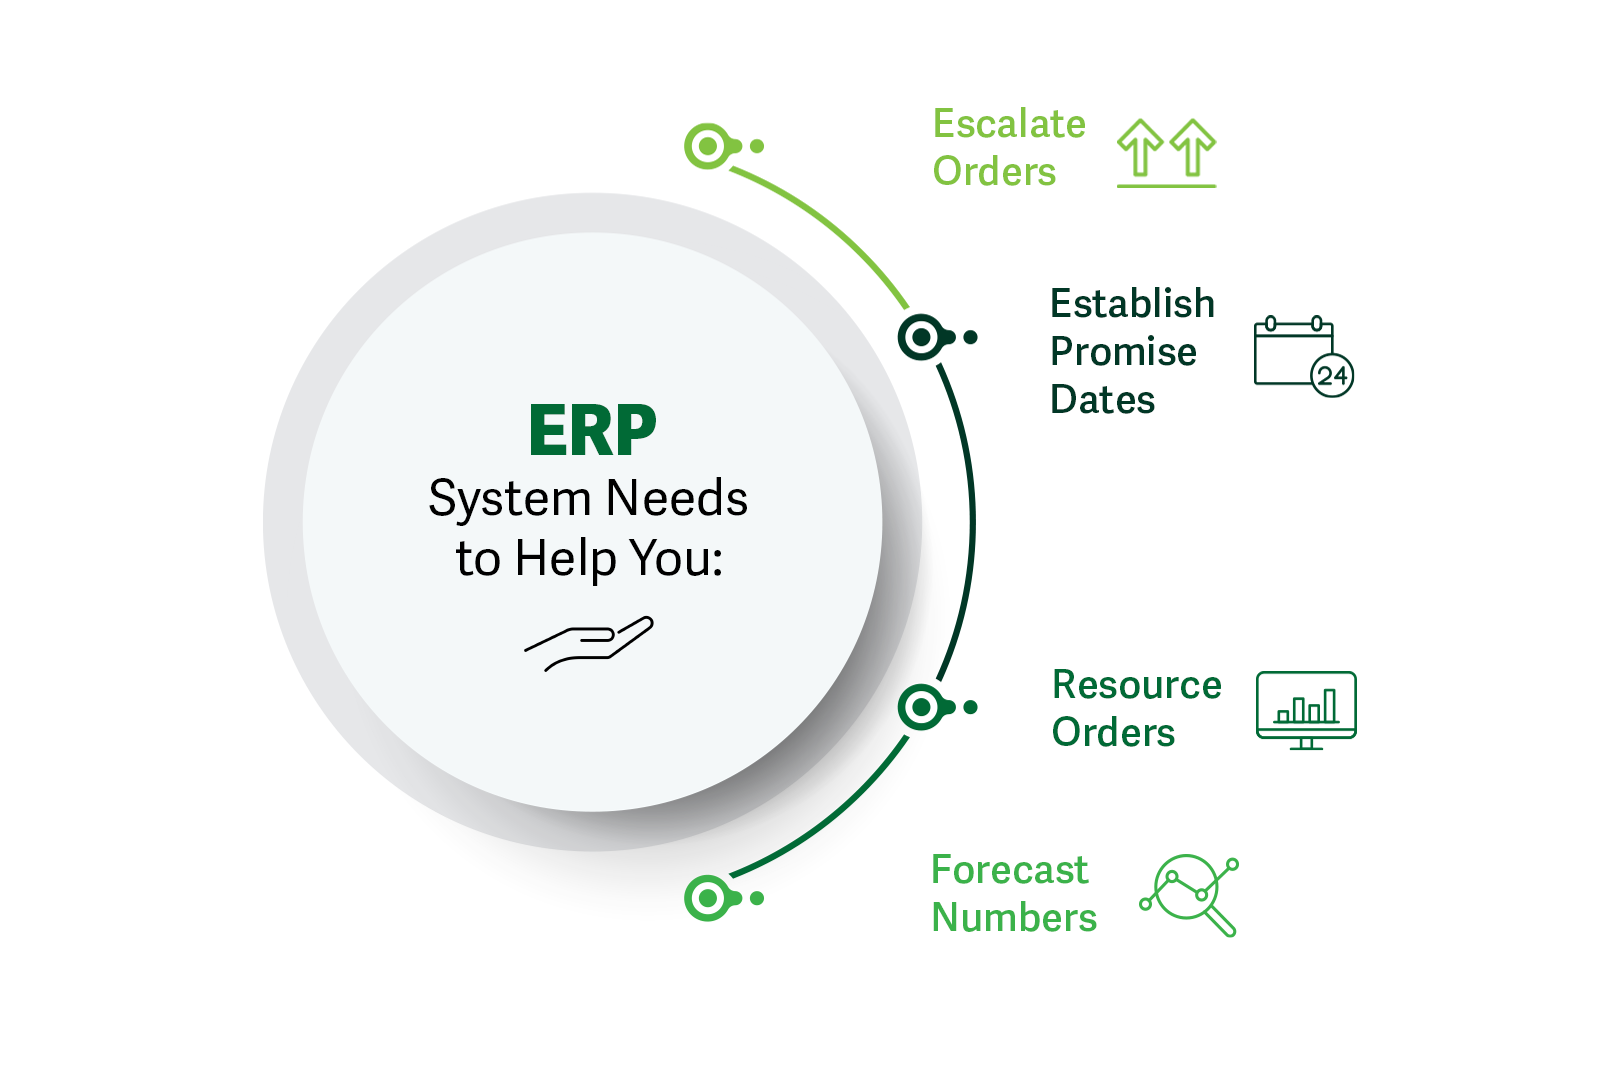 ERP
System Needs
to Help You:
Escalate
Orders
Establish
Promise
Dates
24
Resource
Orders
Forecast
Numbers